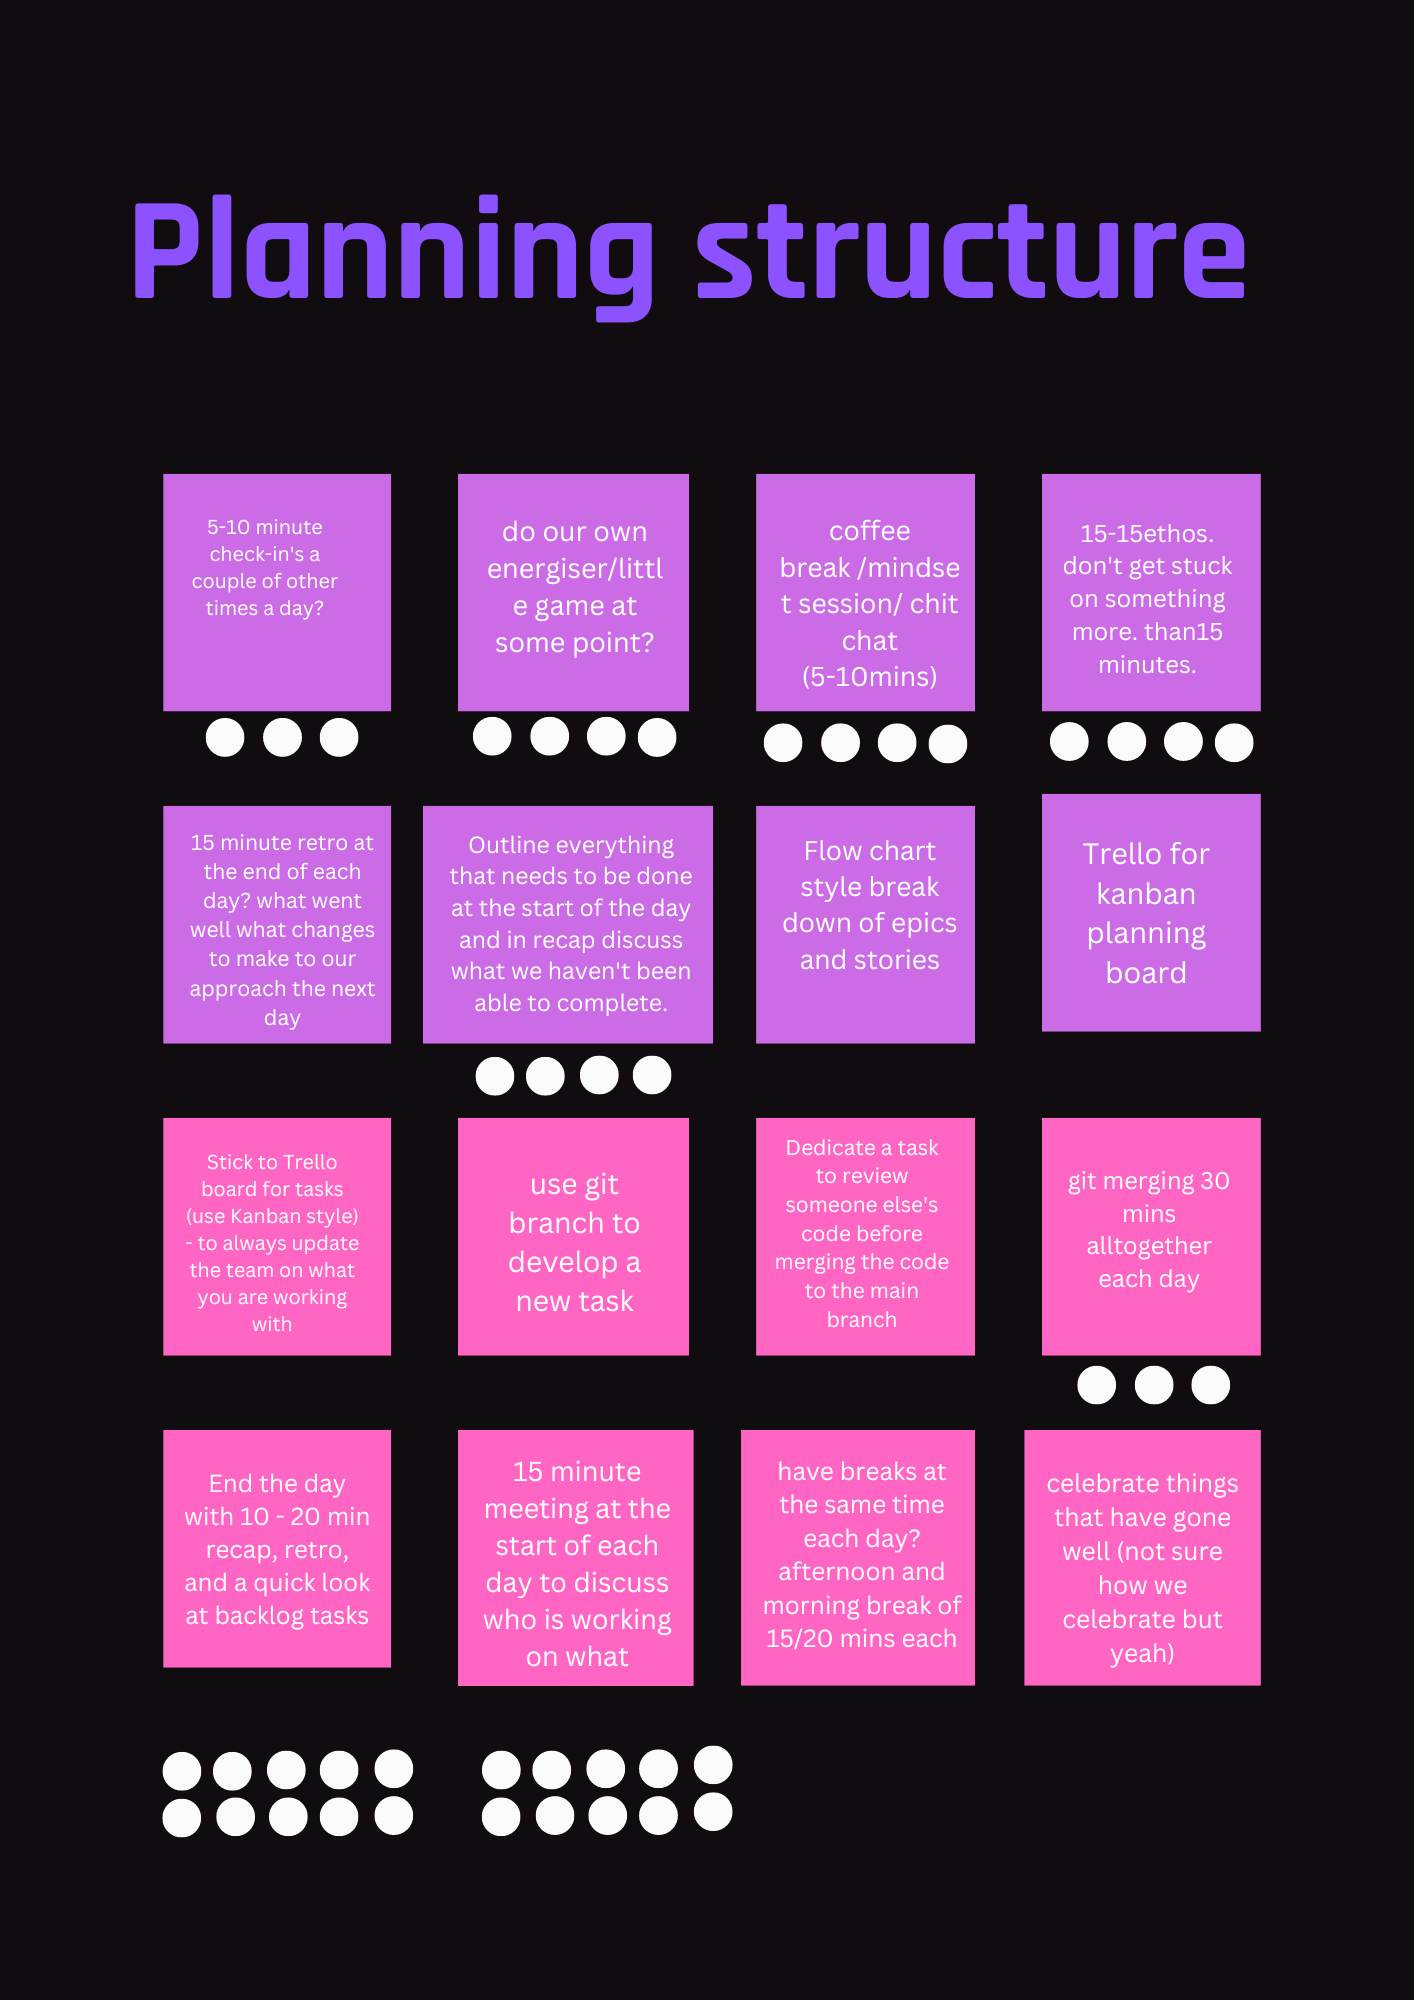 Planning structure
5-10 minute
check-in's a
couple of other
times a day?
do our own
energiser/littl
e game at
some point?
coffee
break /mindse
t session/ chit
chat
(5-10mins)
15-15ethos.
don't get stuck
on something
more. than15
minutes.
15 minute retro at
the end of each
day? what went
well what changes
to make to our
approach the next
day
Outline everything
that needs to be done
at the start of the day
and in recap discuss
what we haven't been
able to complete.
Flow chart
style break
down of epics
and stories
Trello for
kanban
planning
board
Stick to Trello
board for tasks
(use Kanban style)
- to always update
the team on what
you are working
with
use git
branch to
develop a
new task
Dedicate a task
to review
someone else's
code before
merging the code
to the main
branch
git merging 30
mins
alltogether
each day
End the day
with 10 - 20 min
recap, retro,
and a quick look
at backlog tasks
15 minute
meeting at the
start of each
day to discuss
who is working
on what
have breaks at
the same time
each day?
afternoon and
morning break of
15/20 mins each
celebrate things
that have gone
well (not sure
how we
celebrate but
yeah)